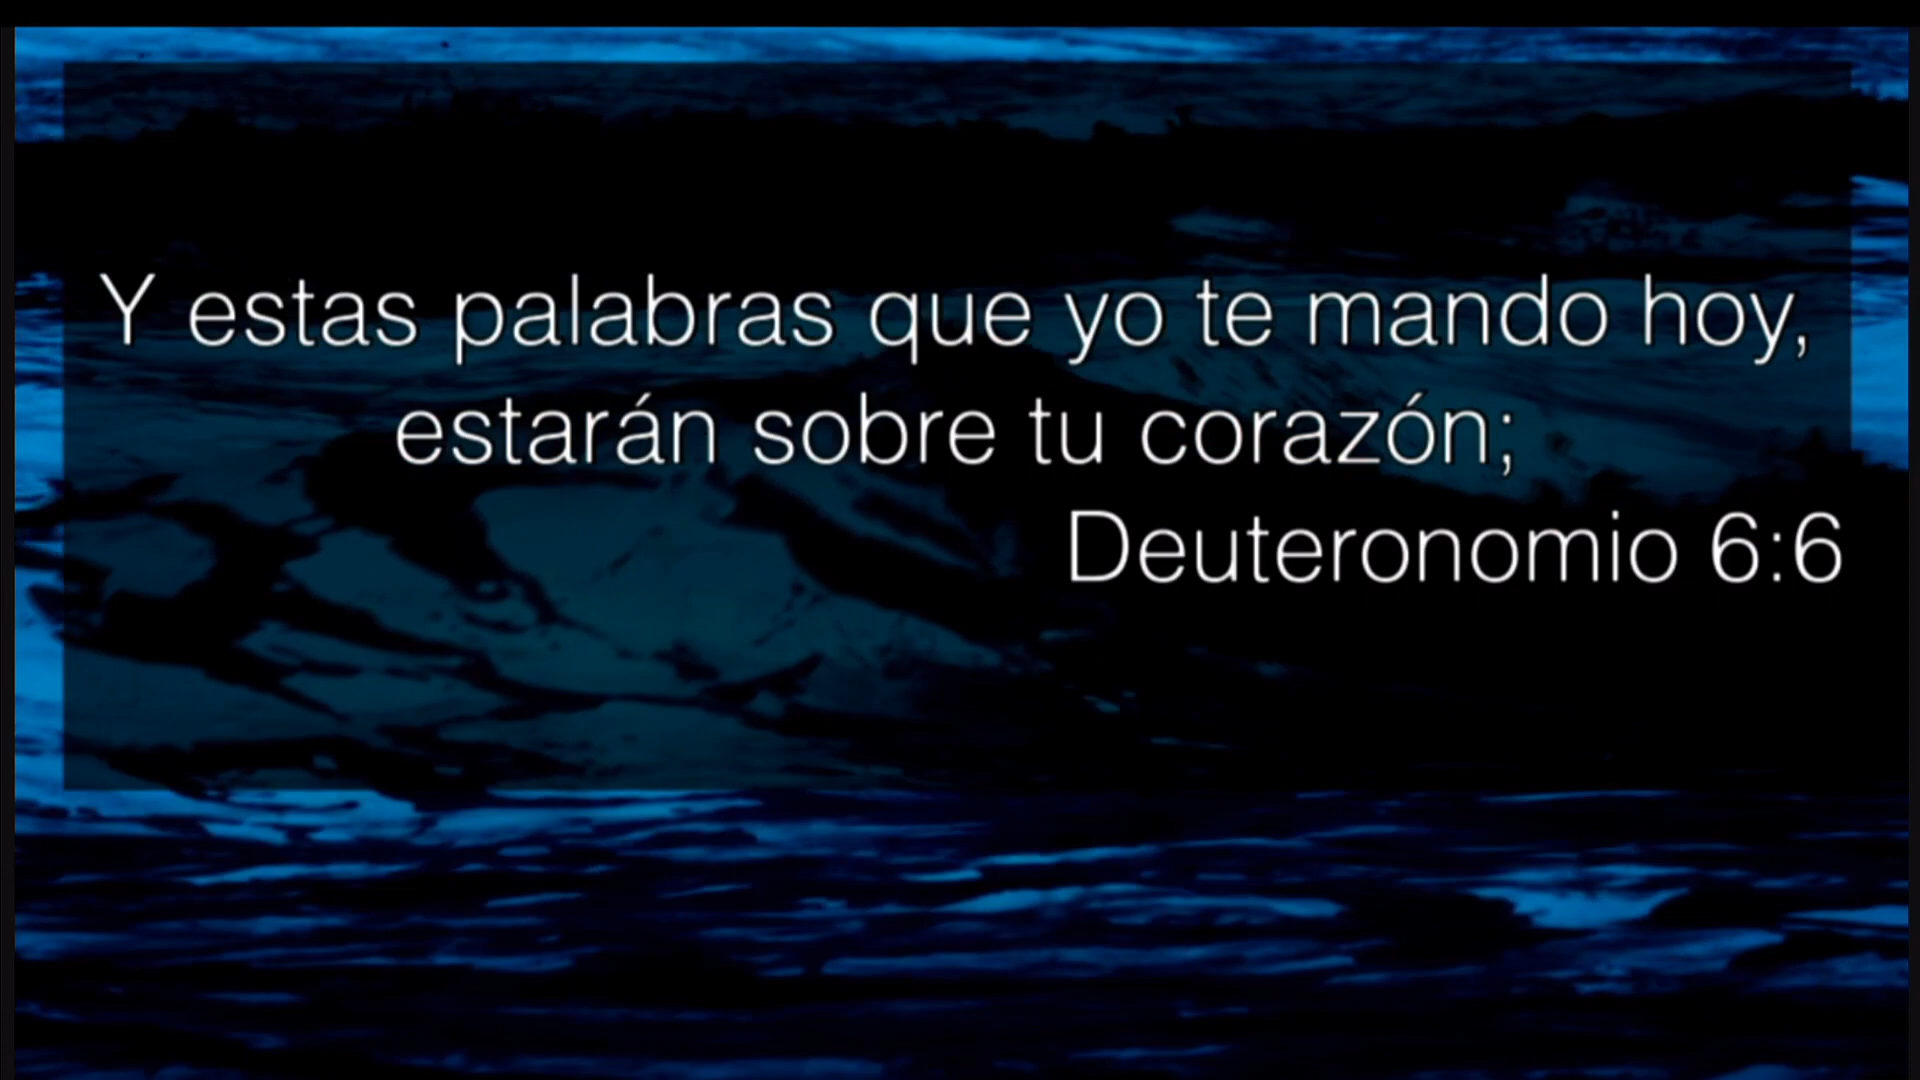 Y estas palabras que yo te mando hoy,
estarán sobre tu corazón;
Deuteronomio 6:6